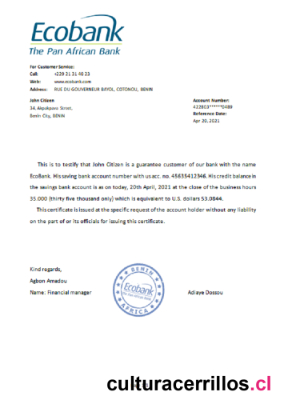 Ecobank
The Pan African Bank
For Customer Service:
Call: +229 21 31 40 23
Web: www.ecobank.com
Address: RUE DU GOUVERNEUR BAYOL, COTONOU, BENIN
John Citizen
Account Number:
34, Akpakpava Street,
Benin City, BENIN
Reference Date:
Apr 20, 2021
This is to testify that John Citizen is a guarantee customer of our bank with the name
EcoBank. His saving bank account number with us acc. no. 45633412346. His credit balance in
the savings bank account is as on today, 20th April, 2021 at the close of the business hours
35.000 (thirty five thousand only) which is equivalent to U.S. dollars 53.0844.
This certificate is issued at the specific request of the account holder without any liability
on the part of or its officials for issuing this certificate.
Kind regards,
Agbon Amadou
Name: Financial manager
BENIN
Ecobank
AFRICA
Adiaye Dossou
culturacerrillos.cl